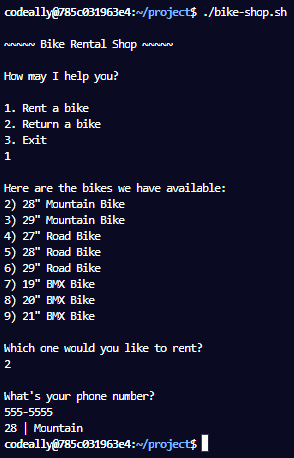 codeally@785c031963e4:~/project$ ./bike-shop.sh
~~~~~ Bike Rental Shop ~~~~~
How may I help you?
1. Rent a bike
2. Return a bike
3. Exit
1
Here are the bikes we have available:
2) 28" Mountain Bike
3) 29" Mountain Bike
4) 27" Road Bike
5) 28" Road Bike
6) 29" Road Bike
7) 19" BMX Bike
8) 20" BMX Bike
9) 21" BMX Bike
Which one would you like to rent?
2
What's your phone number?
555-5555
28 | Mountain
codeally@785c031963e4:~/project$